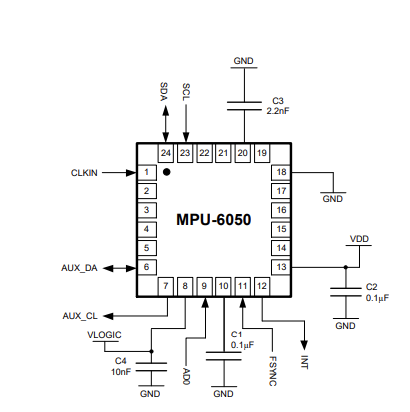 GND
SDA
SCL
C3
2.2nF
24 23 22 21 20 19
CLKIN
1
18
2
17
GND
3
16
MPU-6050
4
15
5
14
VDD
AUX_DA
6
13
7 8 9 10 11 12
C2
0.1µF
AUX_CL
GND
VLOGIC
C1
0.1µF
C4
10nF
AD0
FSYNC
INT
GND
GND